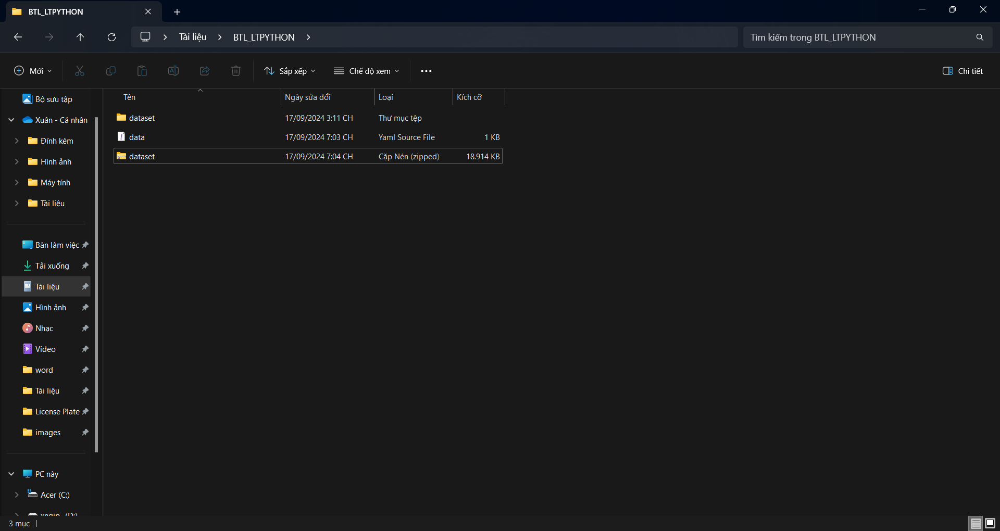 BTL_LTPYTHON
Tài liệu BTL_LTPYTHON
Tìm kiếm trong BTL_LTPYTHON
Mới
Sắp xếp
Chế độ xem
Chi tiết
Bộ sưu tập
Xuân - Cá nhân
Đính kèm
Hình ảnh
Máy tính
Tài liệu
Bàn làm việc
Tải xuống
Tài liệu
Hình ảnh
Nhạc
Video
word
Tài liệu
License Plate
images
PC này
Acer (C:)
Tên Ngày sửa đổi Loại Kích cỡ
dataset 17/09/2024 3:11 CH Thư mục tệp
data 17/09/2024 7:03 CH Yaml Source File 1 KB
dataset 17/09/2024 7:04 CH Cặp Nén (zipped) 18.914 KB
3 mục